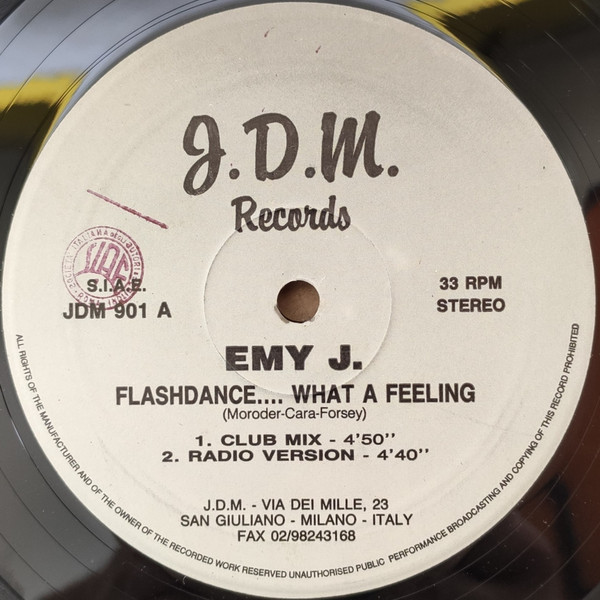 J.D.M.
Records
S.I.A.E.
JDM 901 A
33 RPM
STEREO
EMY J.
FLASHDANCE.... WHAT A FEELING
(Moroder-Cara-Forsey)
1. CLUB MIX - 4'50''
2. RADIO VERSION - 4'40''
J.D.M. - VIA DEI MILLE, 23
SAN GIULIANO - MILANO - ITALY
FAX 02/98243168
ALL RIGHTS OF THE MANUFACTURER AND OF THE OWNER OF THE RECORDED WORK RESERVED UNAUTHORISED PUBLIC PERFORMANCE BROADCASTING AND COPYING OF THIS RECORD PROHIBITED
SIAE